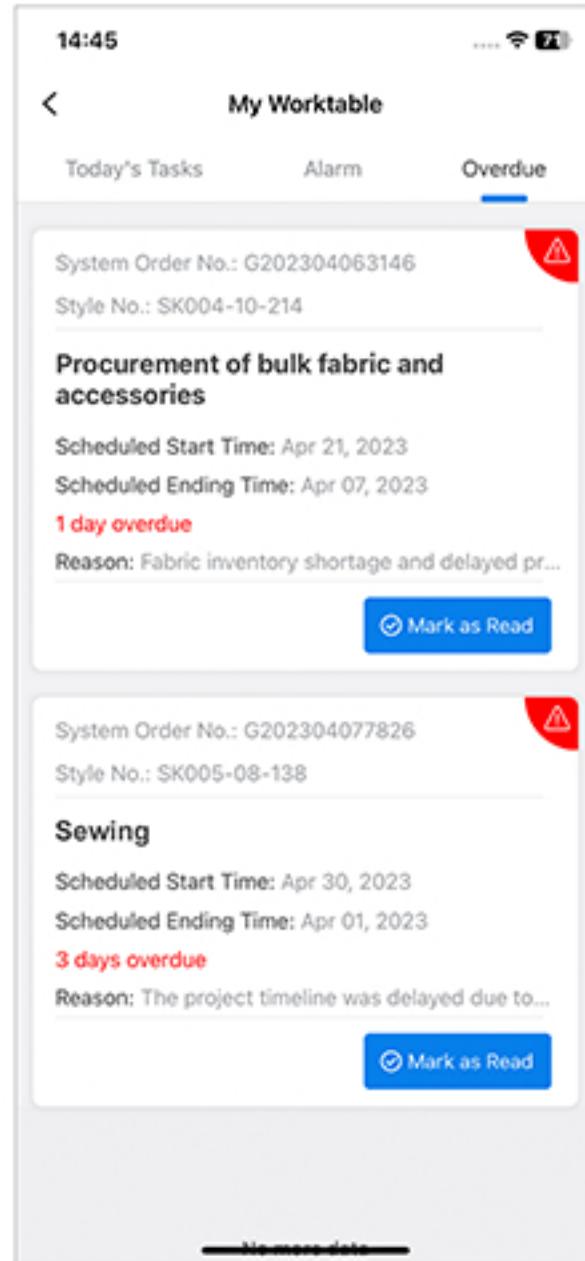 14:45
71
My Worktable
Today's Tasks Alarm Overdue
System Order No.: G202304063146
Style No.: SK004-10-214
Procurement of bulk fabric and
accessories
Scheduled Start Time: Apr 21, 2023
Scheduled Ending Time: Apr 07, 2023
1 day overdue
Reason: Fabric inventory shortage and delayed pr...
Mark as Read
System Order No.: G202304077826
Style No.: SK005-08-138
Sewing
Scheduled Start Time: Apr 30, 2023
Scheduled Ending Time: Apr 01, 2023
3 days overdue
Reason: The project timeline was delayed due to...
Mark as Read
No more data